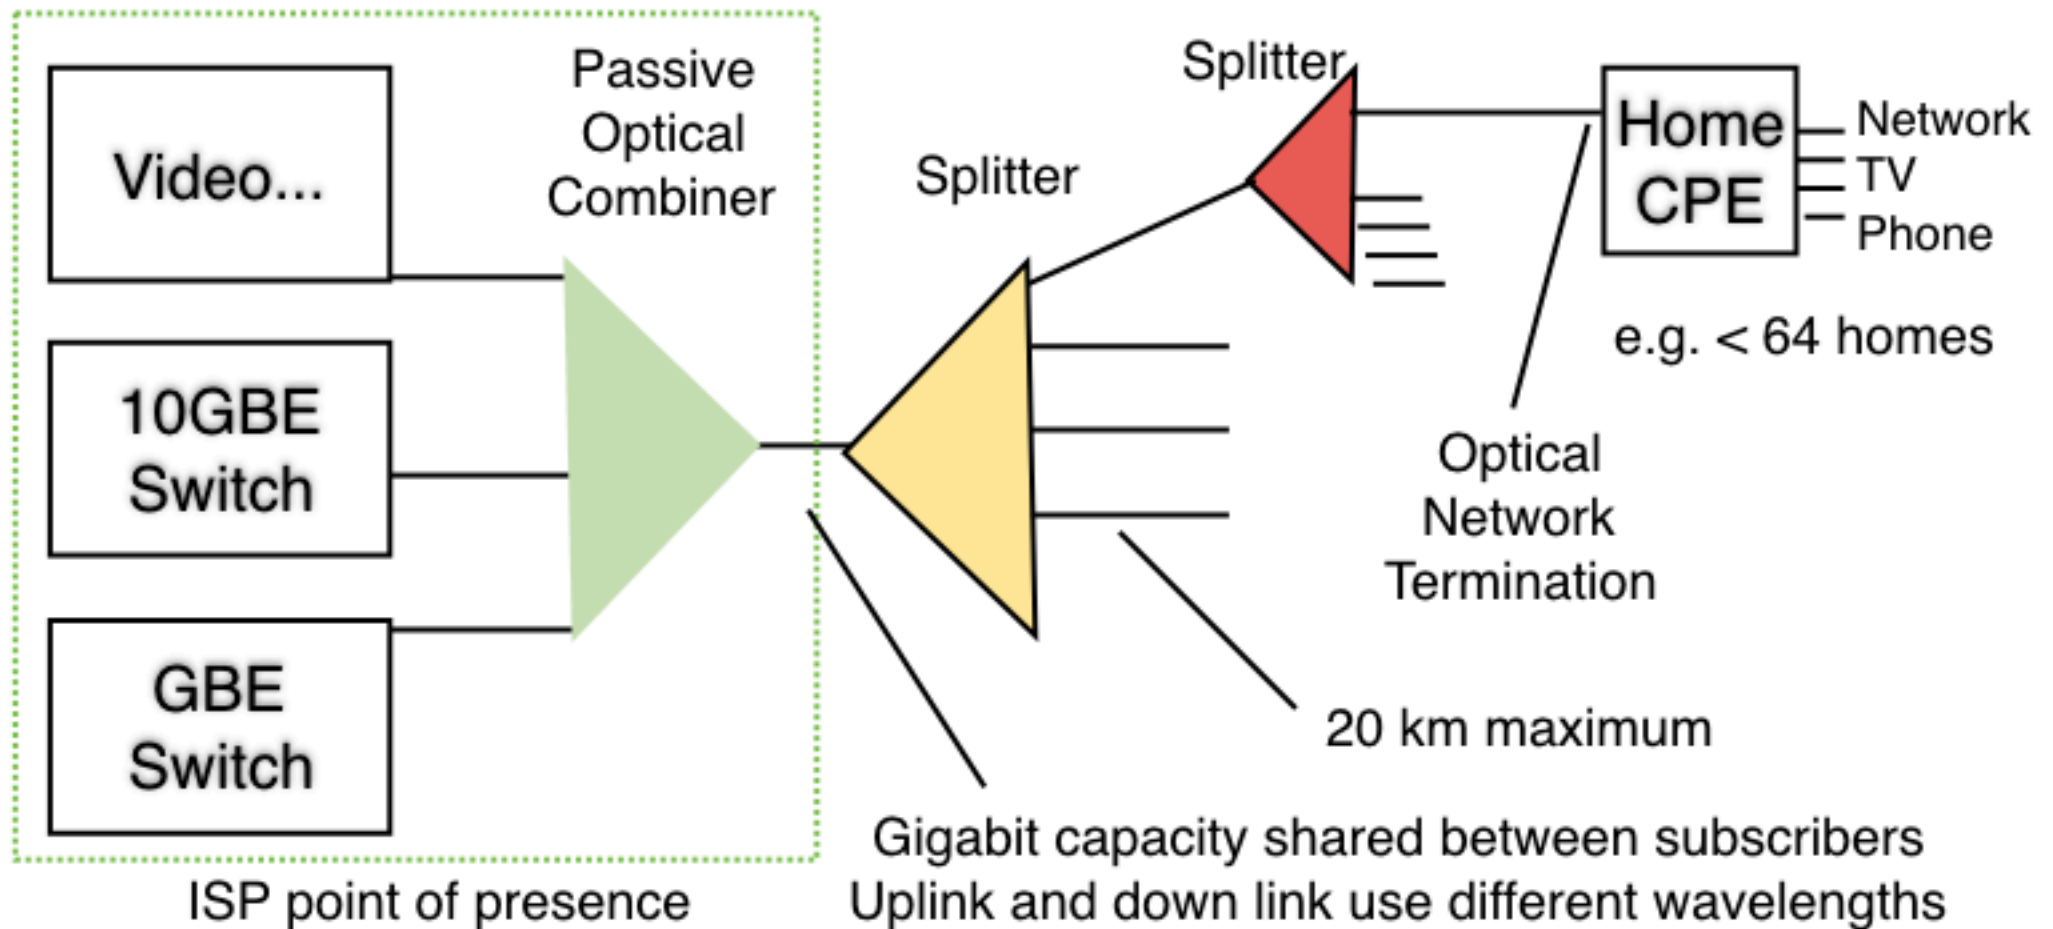 Video...
10GBE
Switch
GBE
Switch
Passive
Optical
Combiner
ISP point of presence
Splitter
Splitter
Home
CPE
Network
TV
Phone
e.g. < 64 homes
Optical
Network
Termination
20 km maximum
Gigabit capacity shared between subscribers
Uplink and down link use different wavelengths